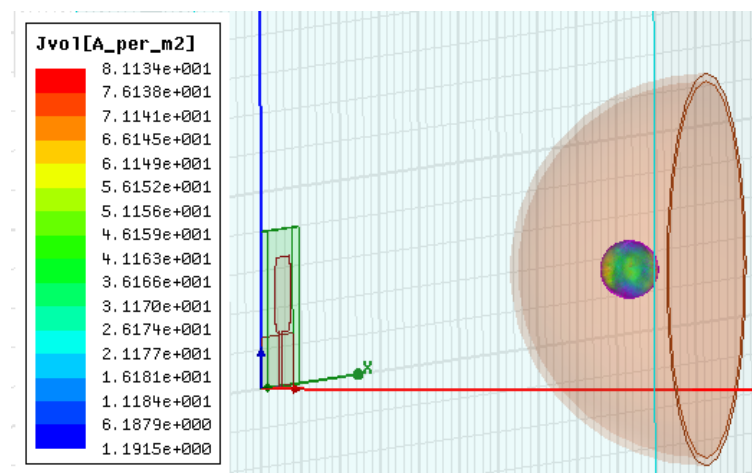 Jvol[A_per_m2]
8.1134e+001
7.6138e+001
7.1141e+001
6.6145e+001
6.1149e+001
5.6152e+001
5.1156e+001
4.6159e+001
4.1163e+001
3.6166e+001
3.1170e+001
2.6174e+001
2.1177e+001
1.6181e+001
1.1184e+001
6.1879e+000
1.1915e+000
X